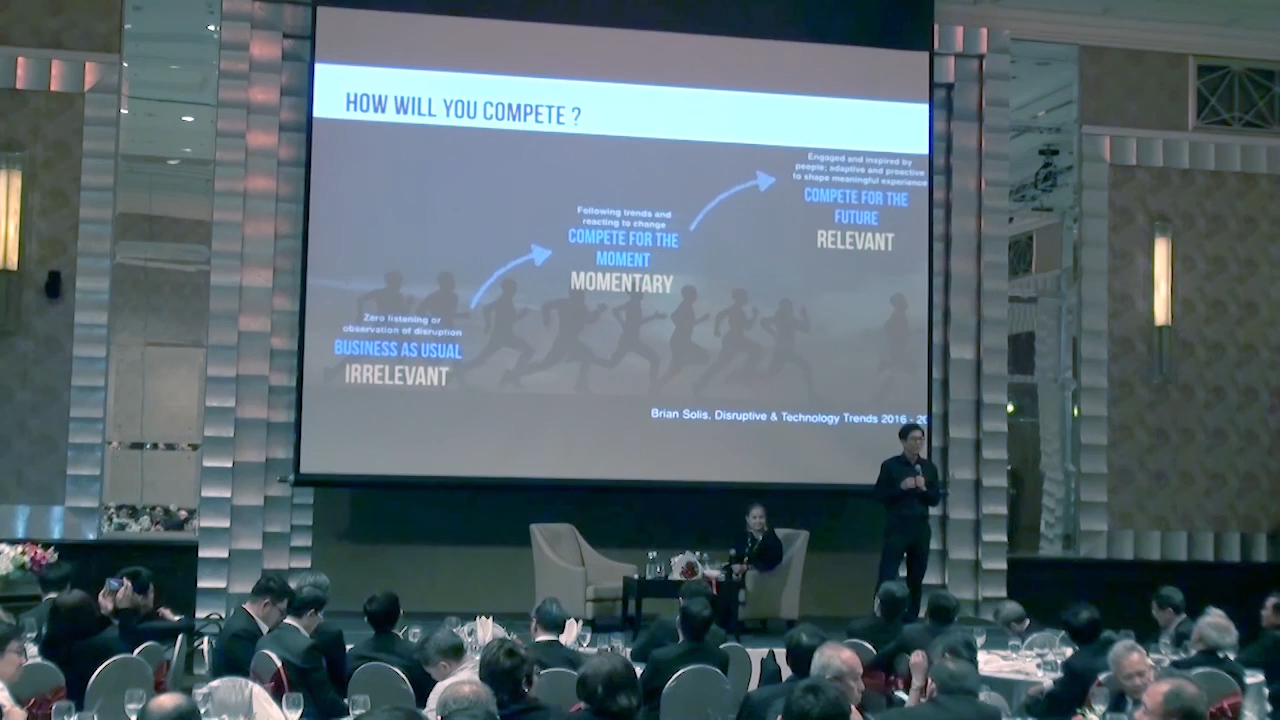 HOW WILL YOU COMPETE ?
Engaged and inspired by
people; adaptive and proactive
to shape meaningful experience
COMPETE FOR THE
FUTURE
RELEVANT
Following trends and
reacting to change
COMPETE FOR THE
MOMENT
MOMENTARY
Zero listening or
observation of disruption
BUSINESS AS USUAL
IRRELEVANT
Brian Solis, Disruptive & Technology Trends 2016 - 20